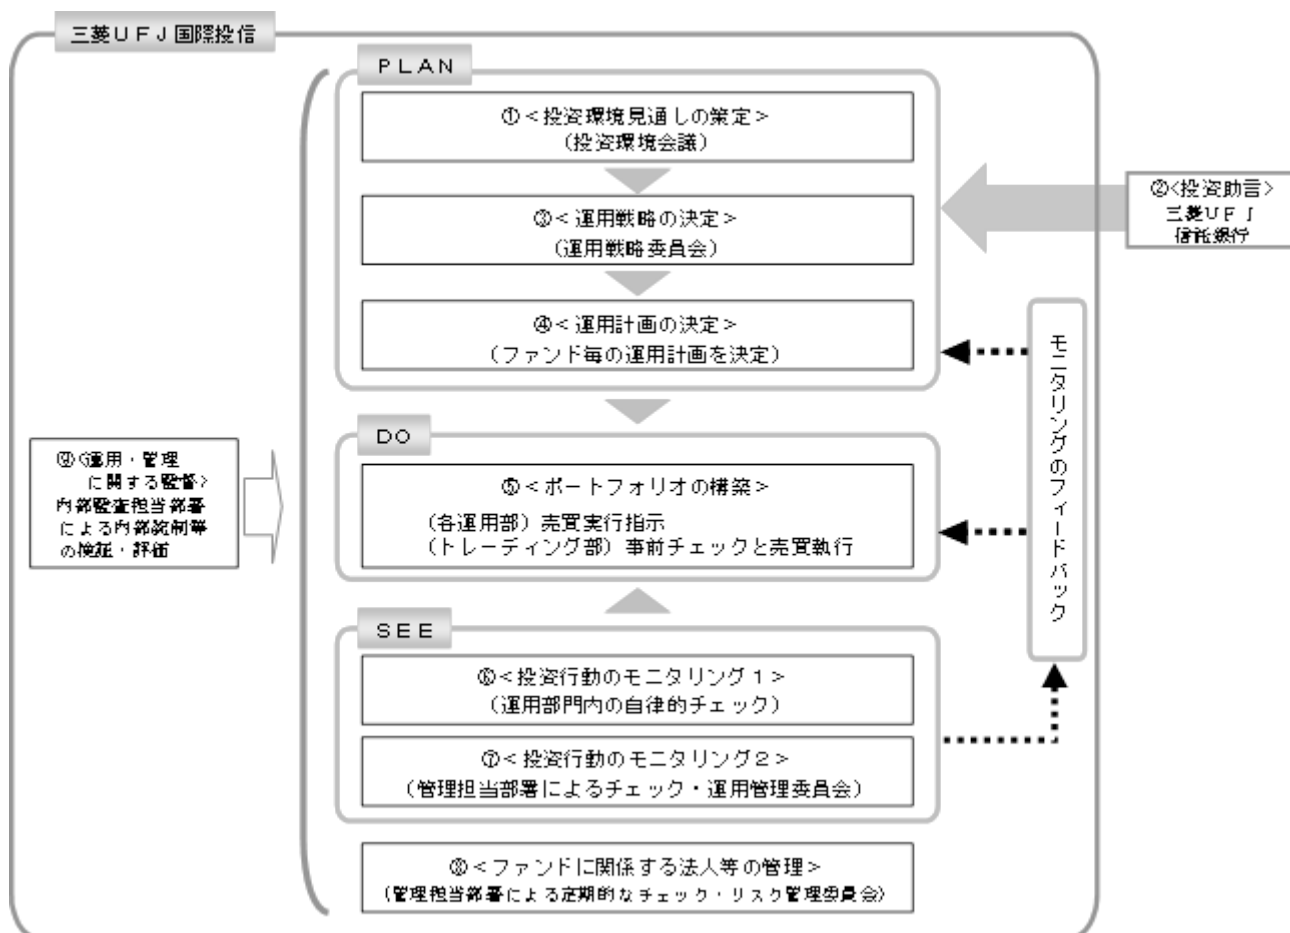 三菱ＵＦＪ国際投信
ＰＬＡＮ
①＜投資環境見通しの策定＞
（投資環境会議）
②<投資助言>
三菱ＵＦＪ
信託銀行
③＜運用戦略の決定＞
（運用戦略委員会）
④＜運用計画の決定＞
（ファンド毎の運用計画を決定）
モニタリングのフィードバック
ＤＯ
⑤＜ポートフォリオの構築＞
（各運用部）売買実行指示
（トレーディング部）事前チェックと売買執行
⑨<運用・管理
に関する監督>
内部監査担当部署
による内部統制等
の検証・評価
ＳＥＥ
⑥＜投資行動のモニタリング１＞
（運用部門内の自律的チェック）
⑦＜投資行動のモニタリング２＞
（管理担当部署によるチェック・運用管理委員会）
⑧＜ファンドに関係する法人等の管理＞
（管理担当部署による定期的なチェック・リスク管理委員会）